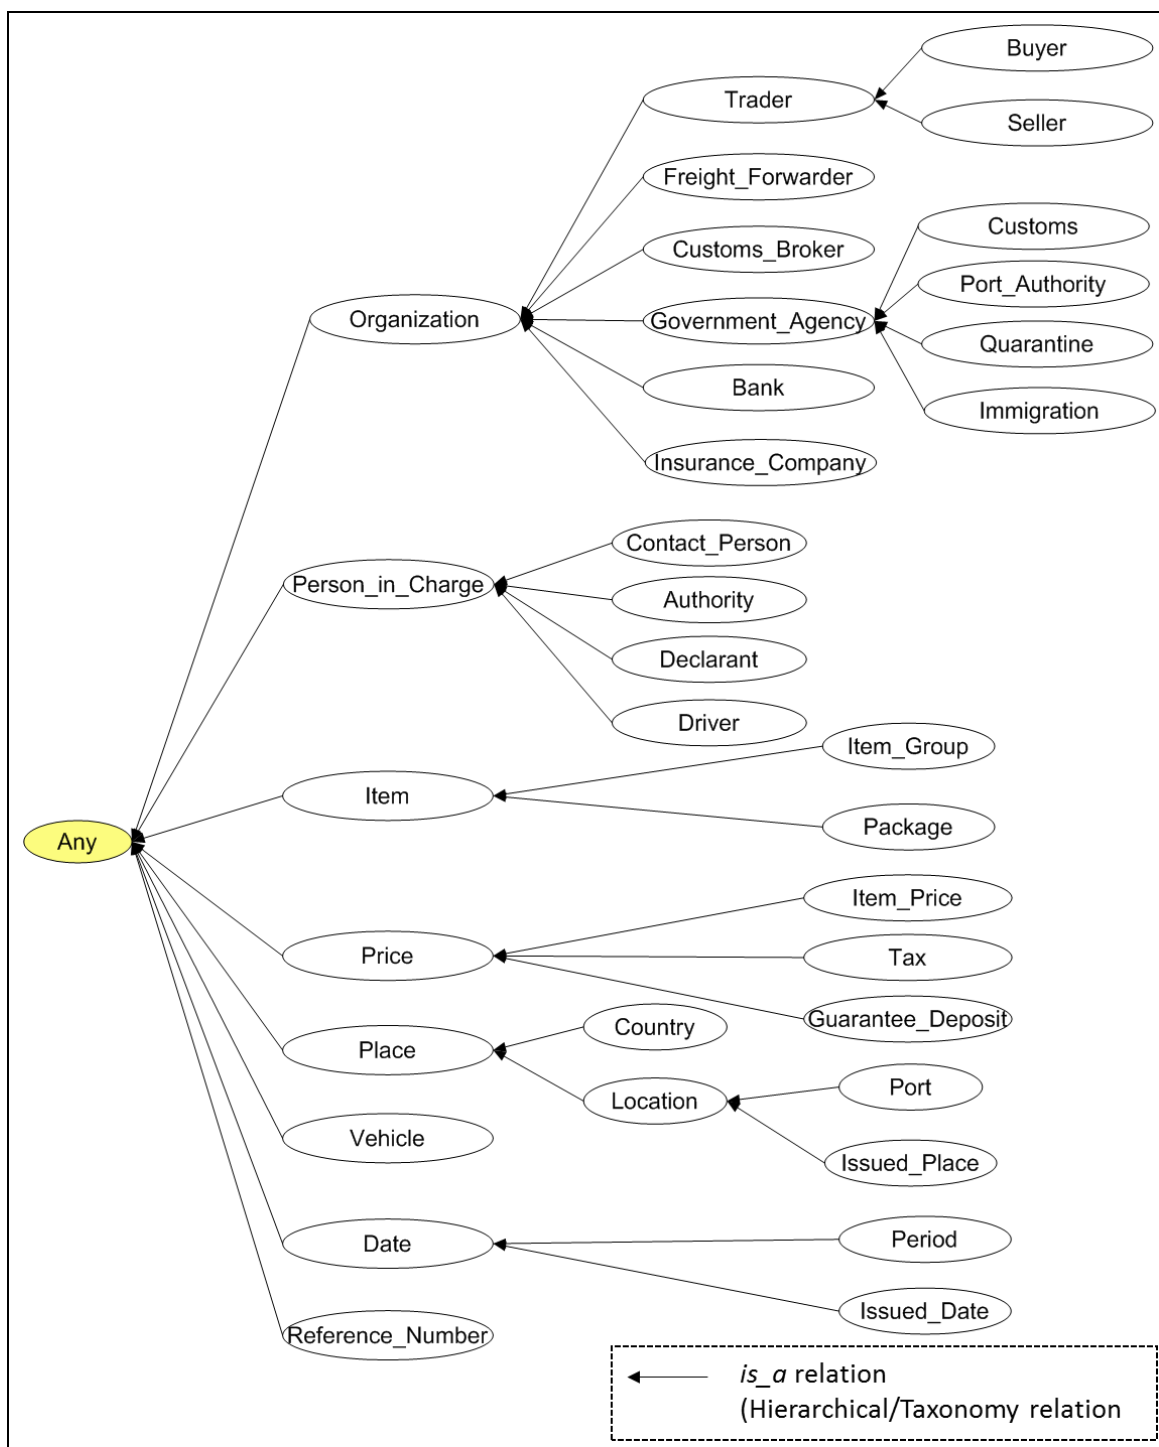 Buyer
Trader
Seller
Freight_Forwarder
Customs
Customs_Broker
Port_Authority
Organization
Government_Agency
Quarantine
Bank
Immigration
Insurance_Company
Contact_Person
Person_in_Charge
Authority
Declarant
Driver
Item_Group
Item
Package
Any
Item_Price
Price
Tax
Guarantee_Deposit
Country
Place
Port
Location
Vehicle
Issued_Place
Period
Date
Issued_Date
Reference_Number
is_a relation
(Hierarchical/Taxonomy relation